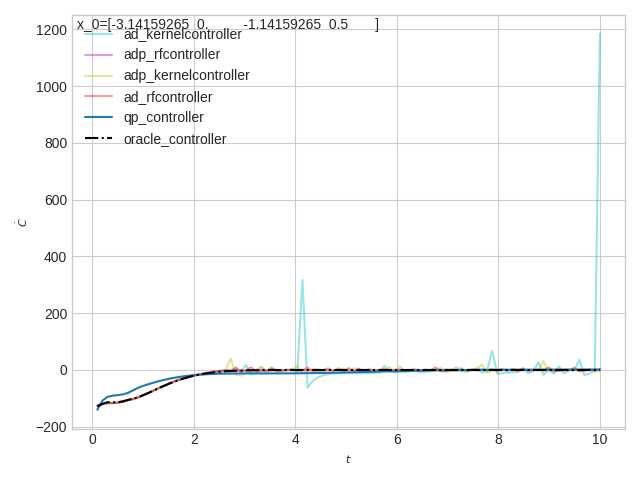 x_0=[-3.14159265 0. -1.14159265 0.5 ]
ad_kernelcontroller
adp_rfcontroller
adp_kernelcontroller
ad_rfcontroller
qp_controller
oracle_controller
1200
1000
800
600
400
200
0
−200
Ċ
0 2 4 6 8 10
t